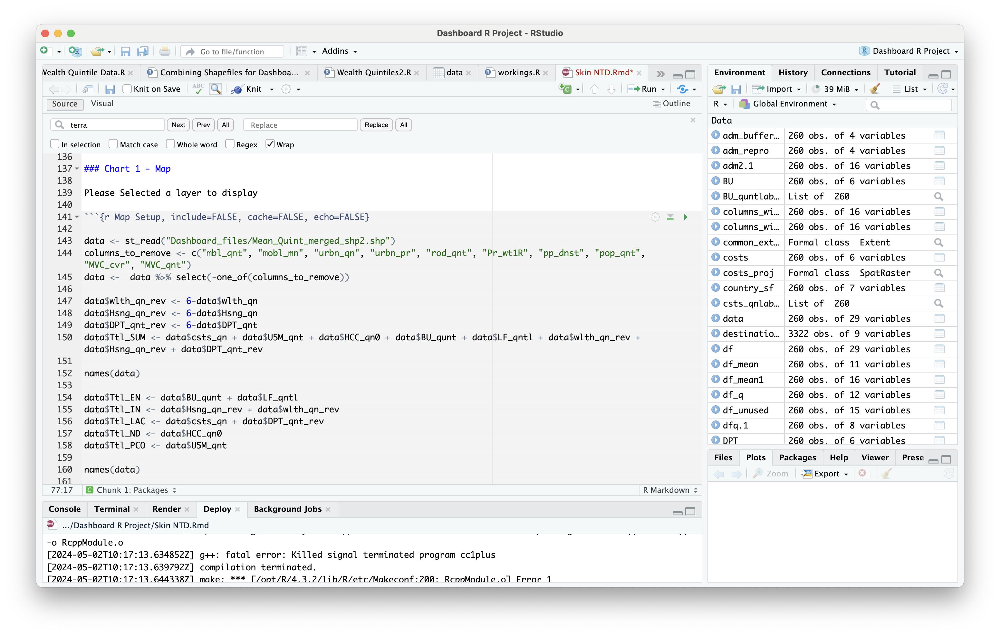 Dashboard R Project - RStudio
Go to file/function
Addins
Dashboard R Project
Wealth Quintile Data.R
Combining Shapefiles for Dashboa...
Wealth Quintiles2.R
data
workings.R
Skin NTD.Rmd*
Knit on Save
ABC
Knit
Run
Source
Visual
Outline
terra
Next
Prev
All
Replace
Replace
All
In selection
Match case
Whole word
Regex
Wrap
136
137 ### Chart 1 - Map
138
139 Please Selected a layer to display
140
141 ```{r Map Setup, include=FALSE, cache=FALSE, echo=FALSE}
142
143 data <- st_read("Dashboard_files/Mean_Quint_merged_shp2.shp")
144 columns_to_remove <- c("mbl_qnt", "mobl_mn", "urbn_qn", "urbn_pr", "rod_qnt", "Pr_wt1R", "pp_dnst", "pop_qnt",
"MVC_cvr", "MVC_qnt")
145 data <-  data %>% select(-one_of(columns_to_remove))
146
147 data$wlth_qn_rev <- 6-data$wlth_qn
148 data$Hsng_qn_rev <- 6-data$Hsng_qn
149 data$DPT_qnt_rev <- 6-data$DPT_qnt
150 data$Ttl_SUM <- data$csts_qn + data$U5M_qnt + data$HCC_qn0 + data$BU_qunt + data$LF_qntl + data$wlth_qn_rev +
data$Hsng_qn_rev + data$DPT_qnt_rev
151
152 names(data)
153
154 data$Ttl_EN <- data$BU_qunt + data$LF_qntl
155 data$Ttl_IN <- data$Hsng_qn_rev + data$wlth_qn_rev
156 data$Ttl_LAC <- data$csts_qn + data$DPT_qnt_rev
157 data$Ttl_ND <- data$HCC_qn0
158 data$Ttl_PCO <- data$U5M_qnt
159
160 names(data)
161
77:17
Chunk 1: Packages
R Markdown
Console
Terminal
Render
Deploy
Background Jobs
.../Dashboard R Project/Skin NTD.Rmd
-o RcppModule.o
[2024-05-02T10:17:13.634852Z] g++: fatal error: Killed signal terminated program cc1plus
[2024-05-02T10:17:13.639792Z] compilation terminated.
[2024-05-02T10:17:13.644338Z] make: *** [/opt/R/4.3.2/lib/R/etc/Makeconf:200: RcppModule.o] Error 1
Environment
History
Connections
Tutorial
Import
39 MiB
List
R
Global Environment
Data
adm_buffer... 260 obs. of 4 variables
adm_repro 260 obs. of 4 variables
adm2.1 260 obs. of 16 variables
BU 260 obs. of 6 variables
BU_quntlab... List of  260
columns_wi... 260 obs. of 16 variables
columns_wi... 260 obs. of 16 variables
common_ext... Formal class  Extent
costs 260 obs. of 6 variables
costs_proj Formal class  SpatRaster
country_sf 260 obs. of 7 variables
csts_qnlab... List of  260
data 260 obs. of 29 variables
destinatio... 3322 obs. of 9 variables
df 260 obs. of 29 variables
df_mean 260 obs. of 11 variables
df_mean1 260 obs. of 16 variables
df_q 260 obs. of 12 variables
df_unused 260 obs. of 15 variables
dfq.1 260 obs. of 8 variables
DPT 260 obs. of 6 variables
Files
Plots
Packages
Help
Viewer
Prese
Zoom
Export